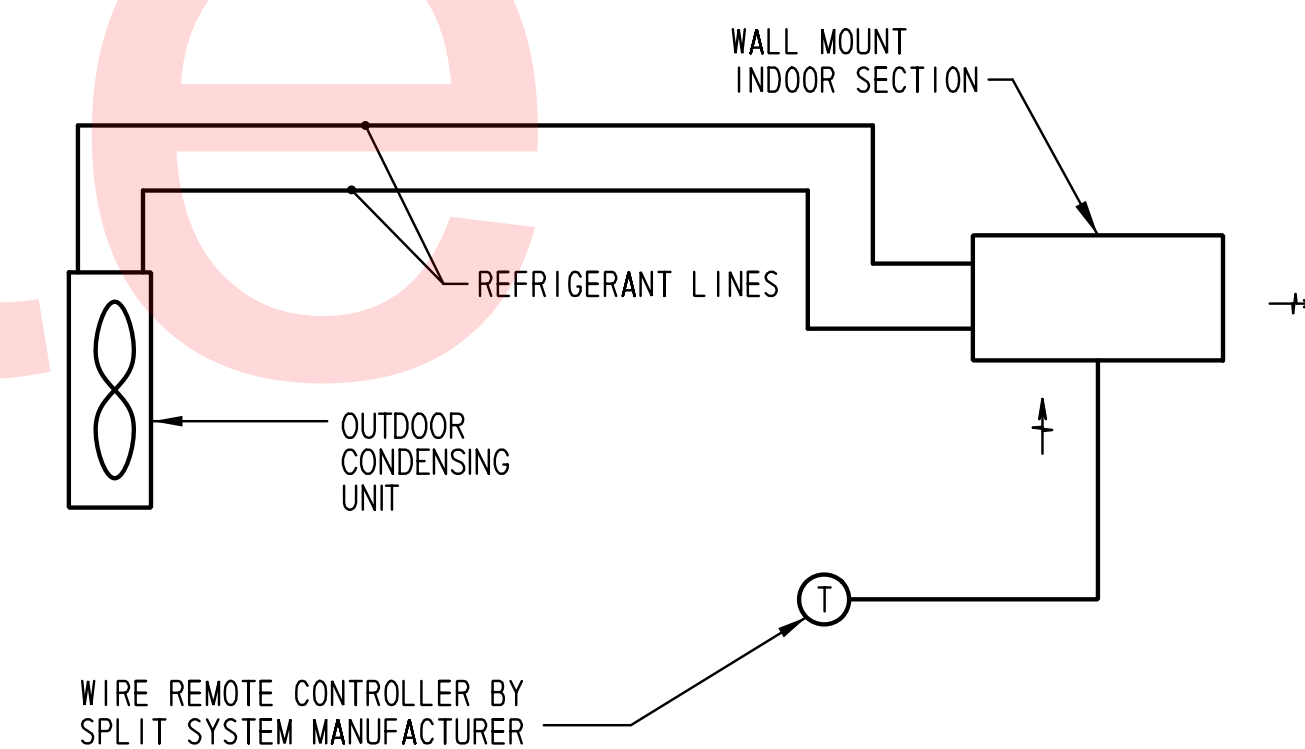 WALL MOUNT
INDOOR SECTION
REFRIGERANT LINES
OUTDOOR
CONDENSING
UNIT
T
WIRE REMOTE CONTROLLER BY
SPLIT SYSTEM MANUFACTURER